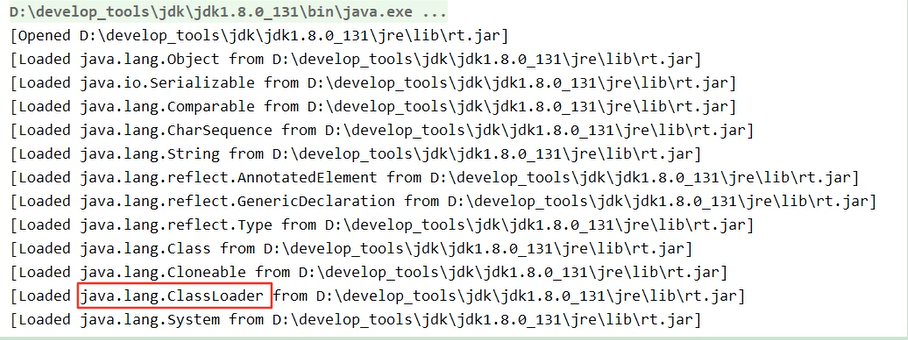 D:\develop_tools\jdk\jdk1.8.0_131\bin\java.exe ...
[Opened D:\develop_tools\jdk\jdk1.8.0_131\jre\lib\rt.jar]
[Loaded java.lang.Object from D:\develop_tools\jdk\jdk1.8.0_131\jre\lib\rt.jar]
[Loaded java.io.Serializable from D:\develop_tools\jdk\jdk1.8.0_131\jre\lib\rt.jar]
[Loaded java.lang.Comparable from D:\develop_tools\jdk\jdk1.8.0_131\jre\lib\rt.jar]
[Loaded java.lang.CharSequence from D:\develop_tools\jdk\jdk1.8.0_131\jre\lib\rt.jar]
[Loaded java.lang.String from D:\develop_tools\jdk\jdk1.8.0_131\jre\lib\rt.jar]
[Loaded java.lang.reflect.AnnotatedElement from D:\develop_tools\jdk\jdk1.8.0_131\jre\lib\rt.jar]
[Loaded java.lang.reflect.GenericDeclaration from D:\develop_tools\jdk\jdk1.8.0_131\jre\lib\rt.jar]
[Loaded java.lang.reflect.Type from D:\develop_tools\jdk\jdk1.8.0_131\jre\lib\rt.jar]
[Loaded java.lang.Class from D:\develop_tools\jdk\jdk1.8.0_131\jre\lib\rt.jar]
[Loaded java.lang.Cloneable from D:\develop_tools\jdk\jdk1.8.0_131\jre\lib\rt.jar]
[Loaded java.lang.ClassLoader from D:\develop_tools\jdk\jdk1.8.0_131\jre\lib\rt.jar]
[Loaded java.lang.System from D:\develop_tools\jdk\jdk1.8.0_131\jre\lib\rt.jar]